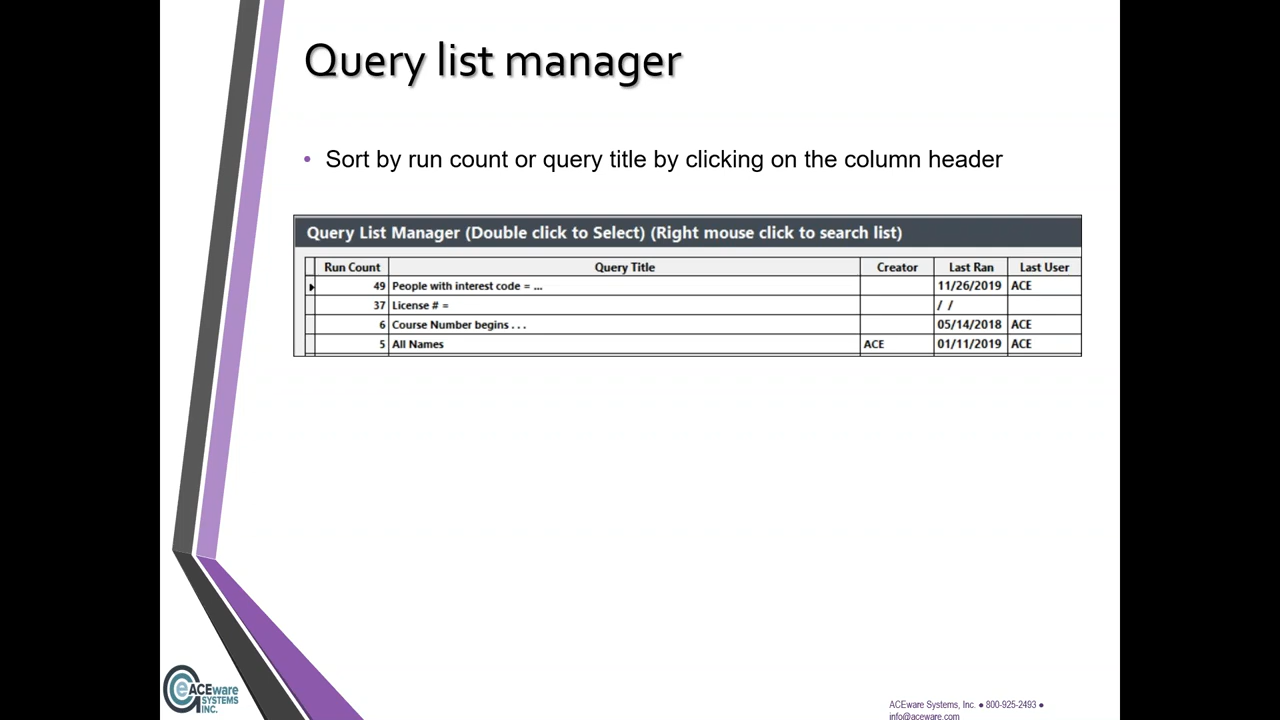 Query list manager
• Sort by run count or query title by clicking on the column header
Query List Manager (Double click to Select) (Right mouse click to search list)
Run Count Query Title Creator Last Ran Last User
49 People with interest code = ... 11/26/2019 ACE
37 License # = / /
6 Course Number begins . . . 05/14/2018 ACE
5 All Names ACE 01/11/2019 ACE
ACEware
SYSTEMS
INC.
ACEware Systems, Inc. ● 800-925-2493 ●
info@aceware.com